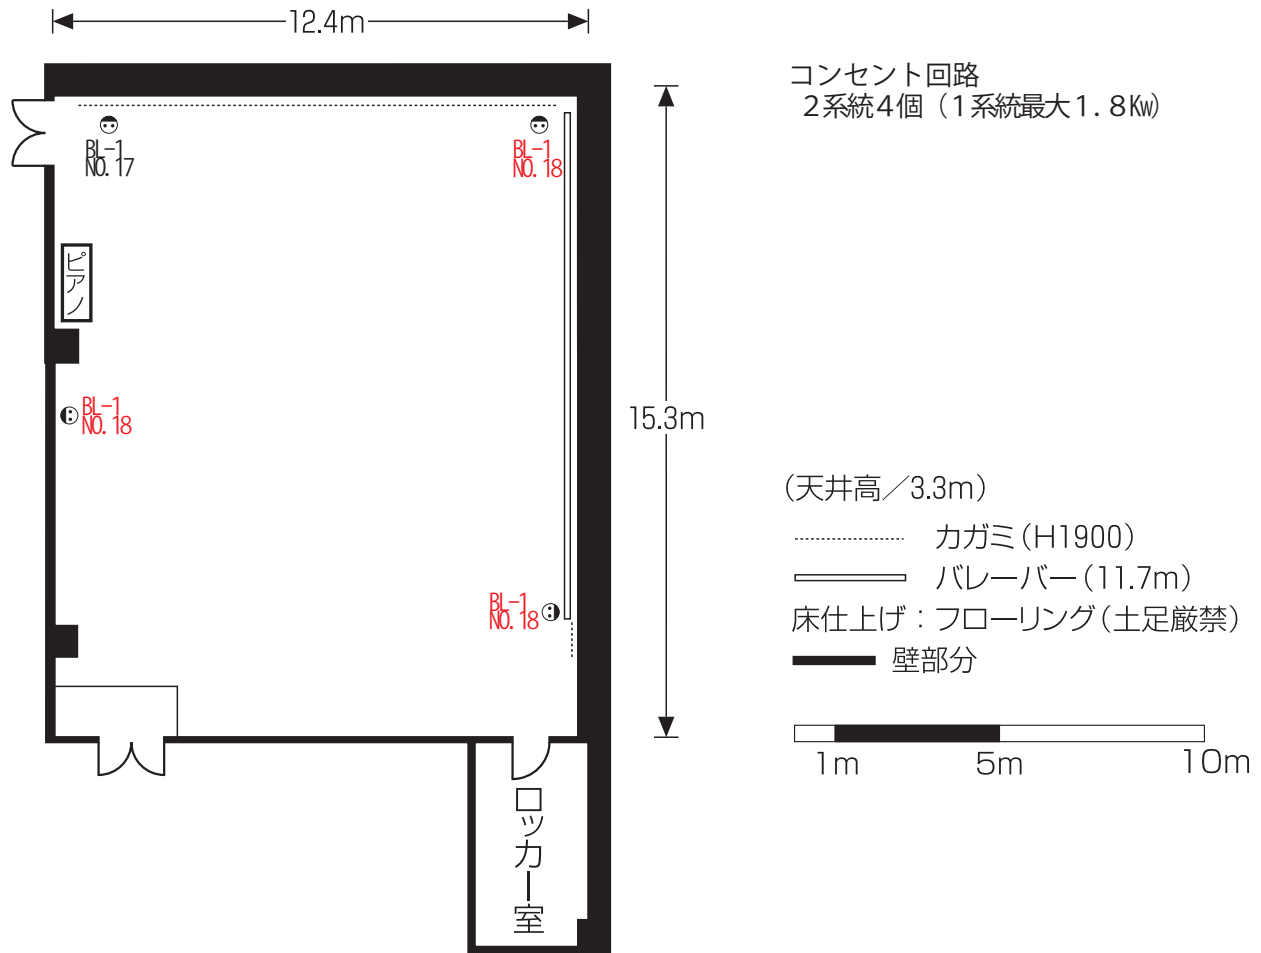 12.4m
コンセント回路
2系統4個（1系統最大1.8Kw）
BL-1
NO.17
BL-1
NO.18
ピアノ
BL-1
NO.18
15.3m
（天井高／3.3m）
カガミ（H1900）
バレーバー（11.7m）
床仕上げ：フローリング（土足厳禁）
壁部分
BL-1
NO.18
1m 5m 10m
ロッカー室